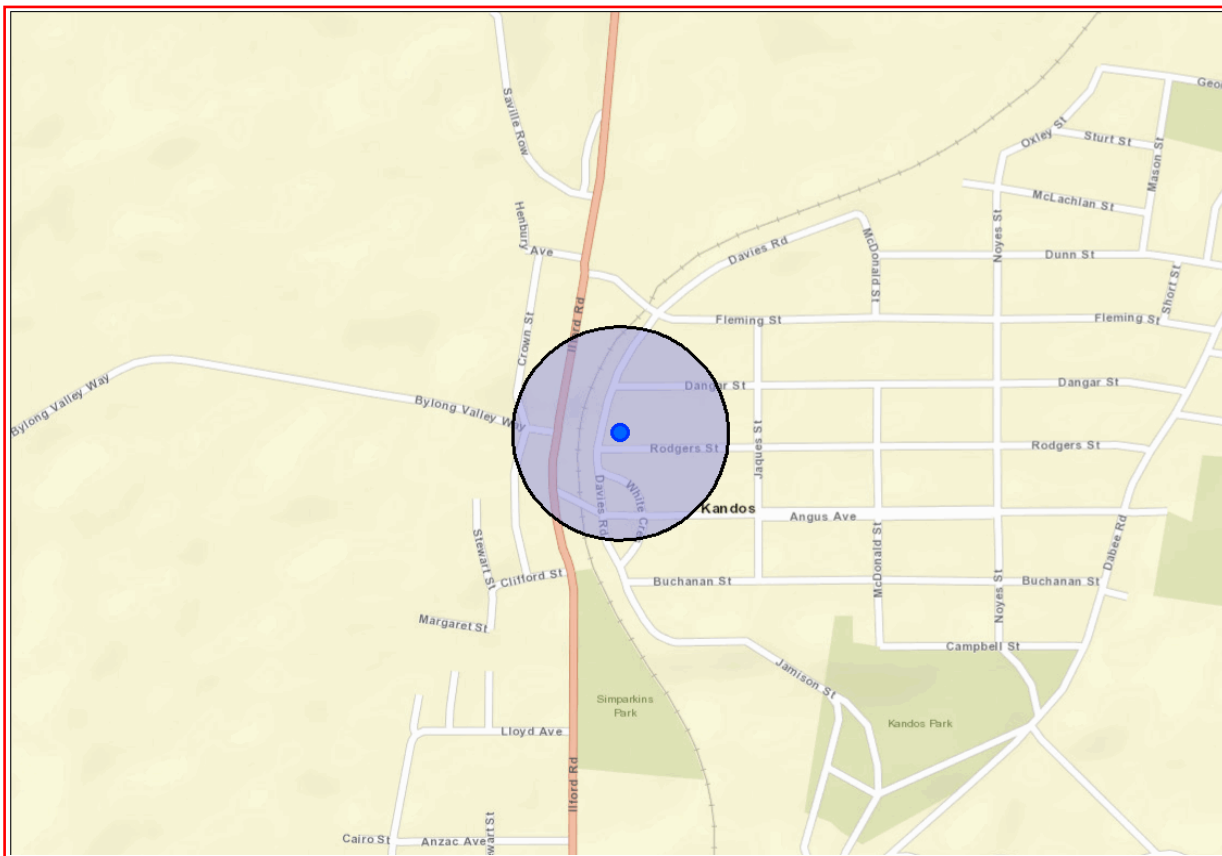 Geor
Saville Row
Oxley St
Sturt St
Mason St
McLachlan St
Henbury
Ave
Davies Rd
McDonald St
Noyes St
Dunn St
Short St
Ilford Rd
Fleming St
Fleming St
Crown St
Dangar St
Dangar St
Bylong Valley Way
Bylong Valley Way
Rodgers St
Jaques St
Rodgers St
Davies Rd
Kandos
Angus Ave
Stewart St
McDonald St
Dabee Rd
Clifford St
Buchanan St
Noyes St
Buchanan St
Margaret St
Campbell St
Jamison St
Simparkins
Park
Kandos Park
Lloyd Ave
Ilford Rd
Cairo St
Anzac Ave